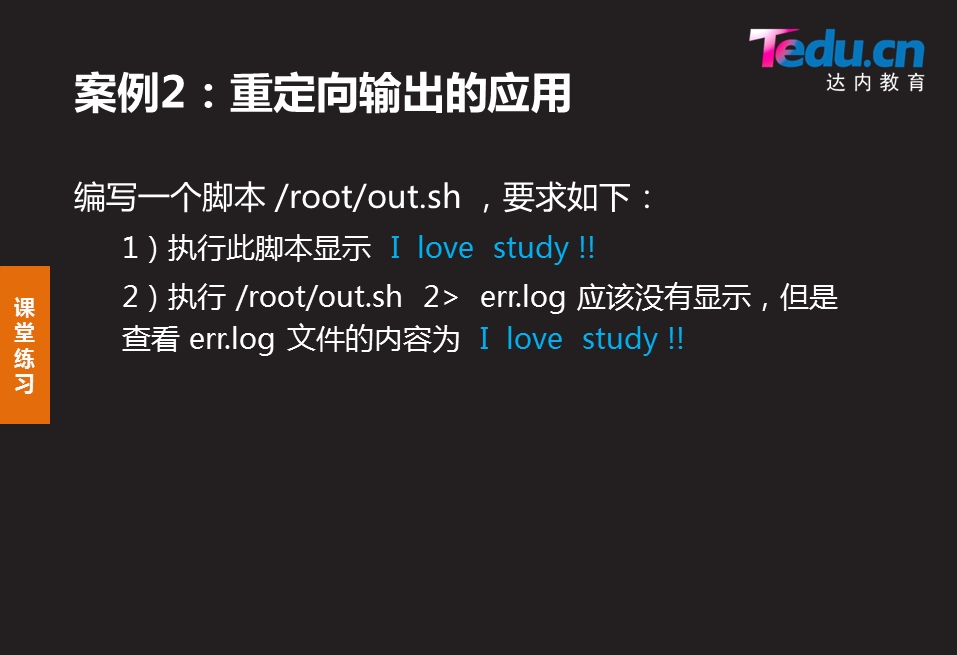 Tedu.cn
达内教育
案例2：重定向输出的应用
编写一个脚本 /root/out.sh ，要求如下：
1）执行此脚本显示 I love study !!
2）执行 /root/out.sh 2> err.log 应该没有显示，但是
查看 err.log 文件的内容为 I love study !!
课堂练习